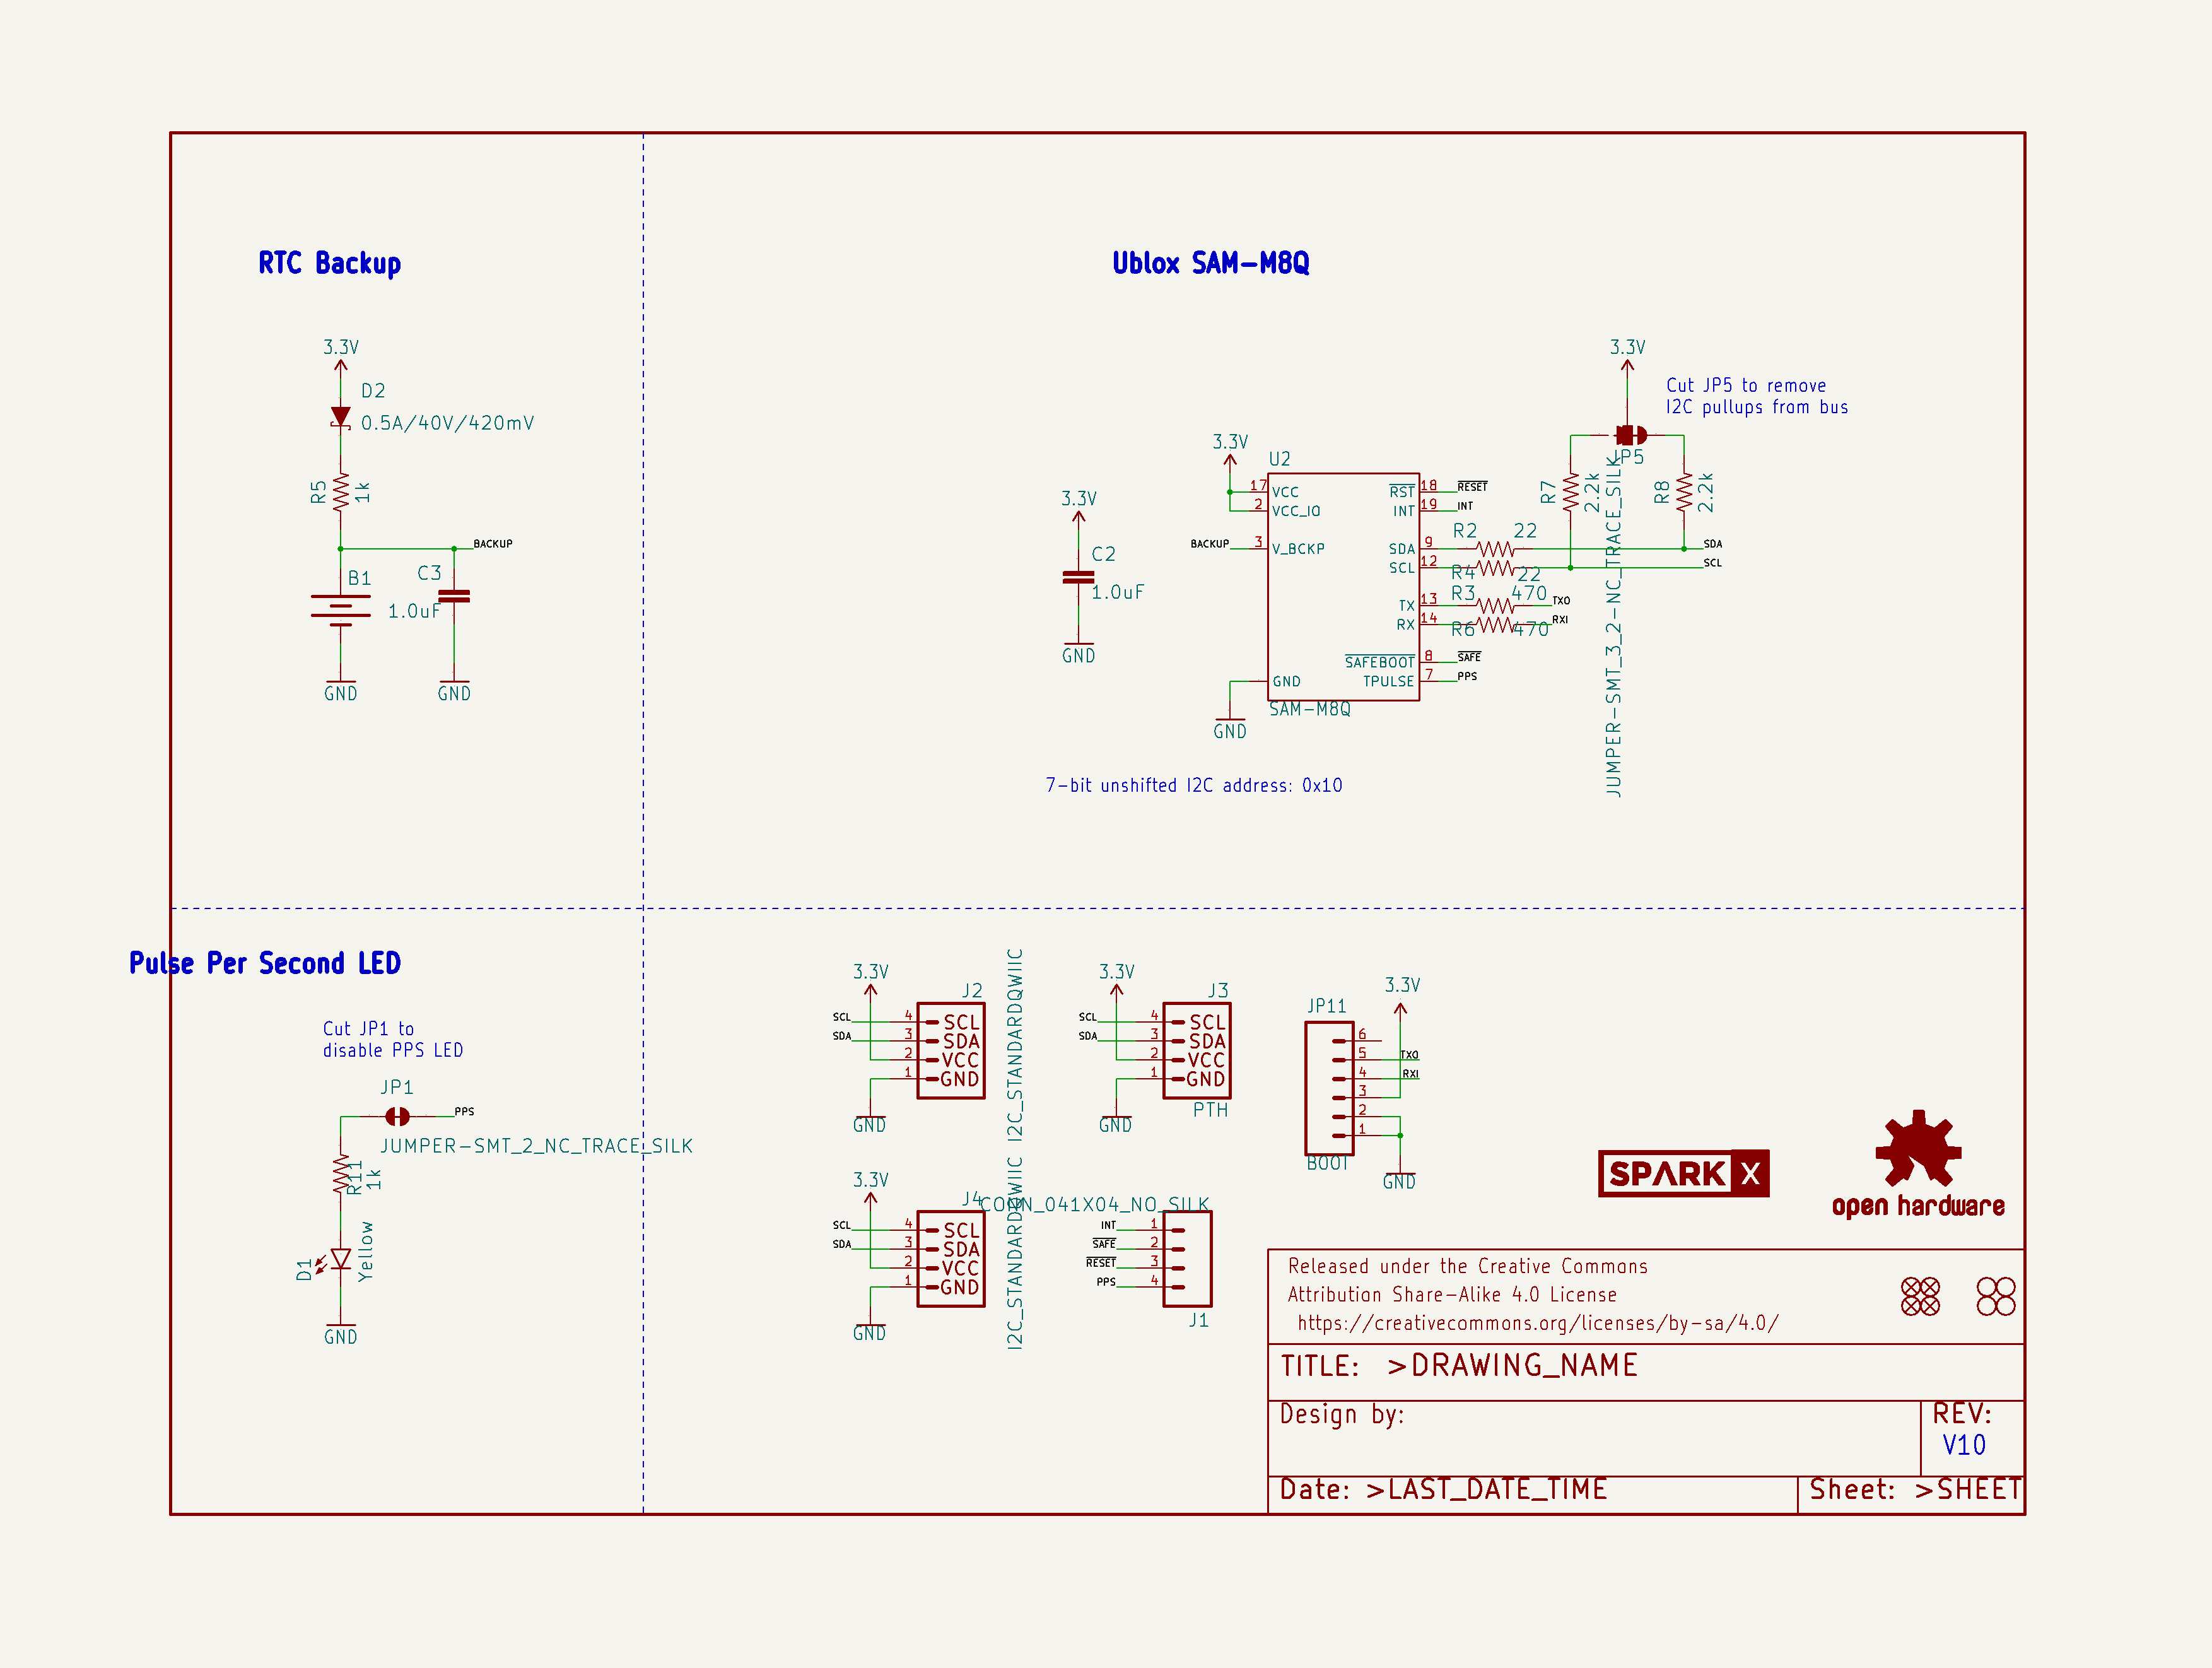 RTC Backup
3.3V
D2
0.5A/40V/420mV
R5
1k
BACKUP
B1
C3
1.0uF
GND
GND
Ublox SAM-M8Q
3.3V
Cut JP5 to remove
I2C pullups from bus
JP5
JUMPER-SMT_3_2-NC_TRACE_SILK
R7
2.2k
R8
2.2k
3.3V
U2
17
VCC
2
VCC_IO
BACKUP
3
V_BCKP
GND
GND
SAM-M8Q
RST
18
RESET
INT
19
INT
SDA
9
R2
22
SDA
SCL
12
R4
22
SCL
TX
13
R3
470
TXO
RX
14
R6
470
RXI
SAFEBOOT
8
SAFE
TPULSE
7
PPS
3.3V
C2
1.0uF
GND
7-bit unshifted I2C address: 0x10
Pulse Per Second LED
Cut JP1 to
disable PPS LED
JP1
PPS
JUMPER-SMT_2_NC_TRACE_SILK
R11
1k
D1
Yellow
GND
3.3V
J2
SCL
4
SCL
SDA
3
SDA
2
VCC
1
GND
GND
I2C_STANDARDQWIIC
3.3V
J3
SCL
4
SCL
SDA
3
SDA
2
VCC
1
GND
GND
PTH
3.3V
JP11
6
5
TXO
4
RXI
3
2
1
BOOT
GND
3.3V
J4
SCL
4
SCL
SDA
3
SDA
2
VCC
1
GND
GND
I2C_STANDARDQWIIC
CONN_041X04_NO_SILK
INT
1
SAFE
2
RESET
3
PPS
4
J1
SPARK X
open hardware
Released under the Creative Commons
Attribution Share-Alike 4.0 License
https://creativecommons.org/licenses/by-sa/4.0/
TITLE: >DRAWING_NAME
Design by:
REV:
V10
Date: >LAST_DATE_TIME
Sheet: >SHEET